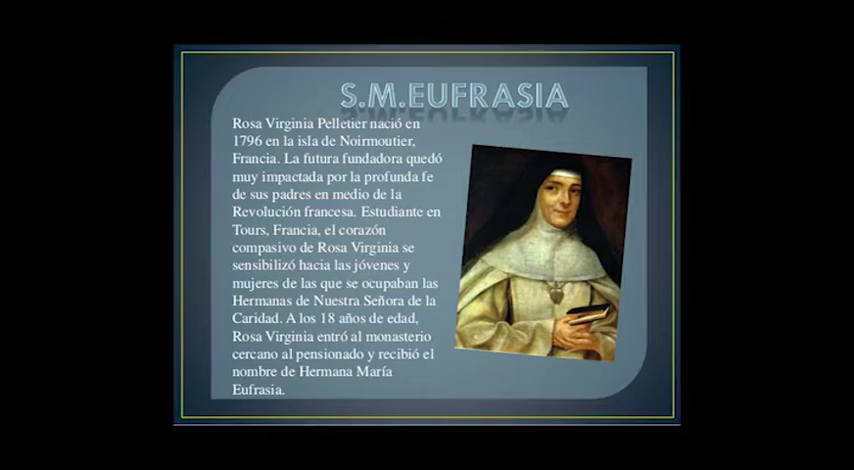 S.M.EUFRASIA
Rosa Virginia Pelletier nació en
1796 en la isla de Noirmoutier,
Francia. La futura fundadora quedó
muy impactada por la profunda fe
de sus padres en medio de la
Revolución francesa. Estudiante en
Tours, Francia, el corazón
compasivo de Rosa Virginia se
sensibilizó hacia las jóvenes y
mujeres de las que se ocupaban las
Hermanas de Nuestra Señora de la
Caridad. A los 18 años de edad,
Rosa Virginia entró al monasterio
cercano al pensionado y recibió el
nombre de Hermana María
Eufrasia.